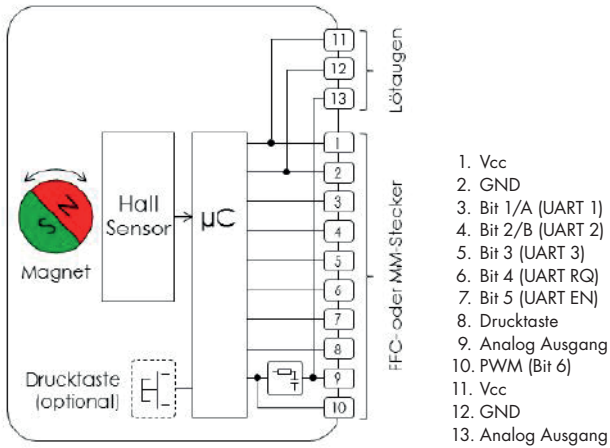 11
12
13
Lötaugen
1
2
3
4
5
6
7
8
9
10
FFC- oder MM-Stecker
N
S
Magnet
Hall
Sensor
µC
Drucktaste
(optional)
1. Vcc
2. GND
3. Bit 1/A (UART 1)
4. Bit 2/B (UART 2)
5. Bit 3 (UART 3)
6. Bit 4 (UART RQ)
7. Bit 5 (UART EN)
8. Drucktaste
9. Analog Ausgang
10. PWM (Bit 6)
11. Vcc
12. GND
13. Analog Ausgang